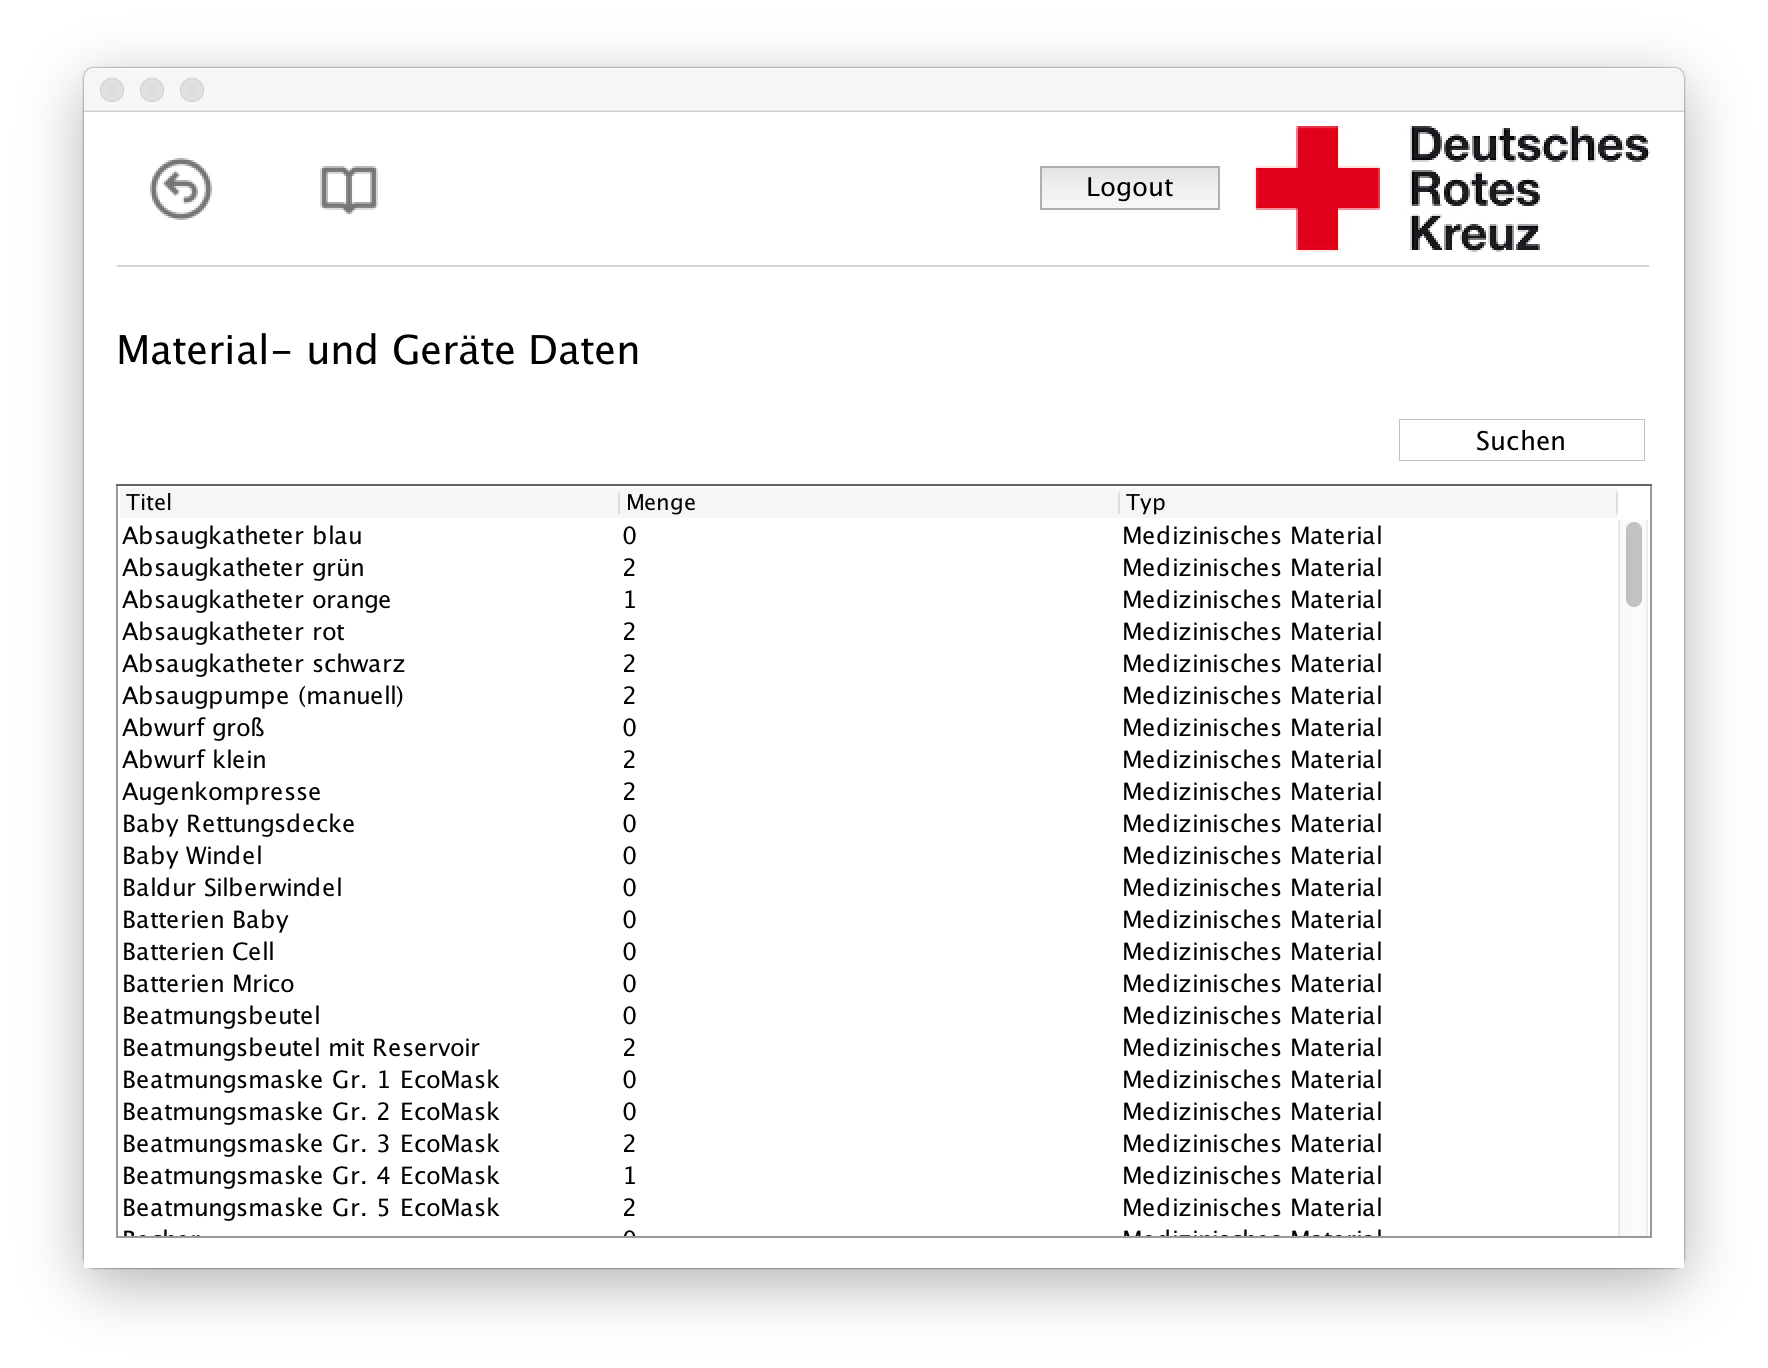 Logout
Deutsches
Rotes
Kreuz
Material- und Geräte Daten
Suchen
Titel Menge Typ
Absaugkatheter blau 0 Medizinisches Material
Absaugkatheter grün 2 Medizinisches Material
Absaugkatheter orange 1 Medizinisches Material
Absaugkatheter rot 2 Medizinisches Material
Absaugkatheter schwarz 2 Medizinisches Material
Absaugpumpe (manuell) 2 Medizinisches Material
Abwurf groß 0 Medizinisches Material
Abwurf klein 2 Medizinisches Material
Augenkompresse 2 Medizinisches Material
Baby Rettungsdecke 0 Medizinisches Material
Baby Windel 0 Medizinisches Material
Baldur Silberwindel 0 Medizinisches Material
Batterien Baby 0 Medizinisches Material
Batterien Cell 0 Medizinisches Material
Batterien Mrico 0 Medizinisches Material
Beatmungsbeutel 0 Medizinisches Material
Beatmungsbeutel mit Reservoir 2 Medizinisches Material
Beatmungsmaske Gr. 1 EcoMask 0 Medizinisches Material
Beatmungsmaske Gr. 2 EcoMask 0 Medizinisches Material
Beatmungsmaske Gr. 3 EcoMask 2 Medizinisches Material
Beatmungsmaske Gr. 4 EcoMask 1 Medizinisches Material
Beatmungsmaske Gr. 5 EcoMask 2 Medizinisches Material
Medizinisches Material